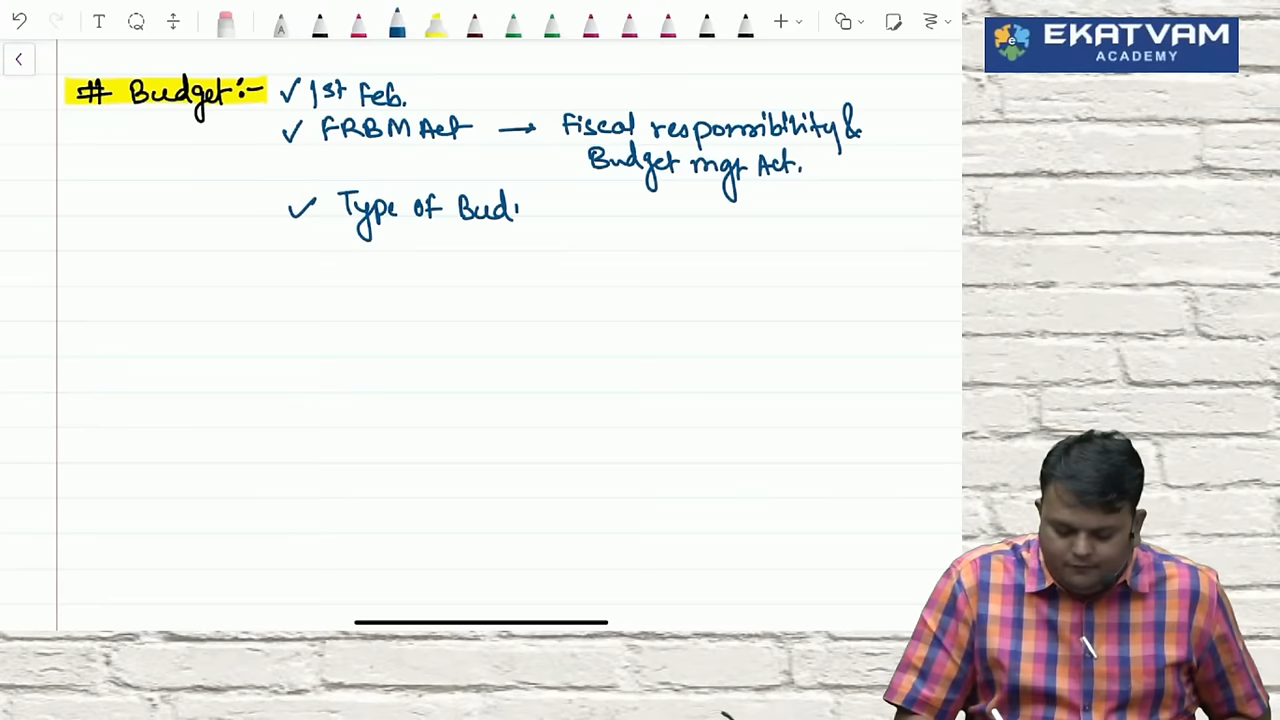 EKATVAM
ACADEMY
# Budget:- ✓ 1st Feb.
✓ FRBM Act → Fiscal responsibility &
Budget mgt Act.
✓ Type of Bud